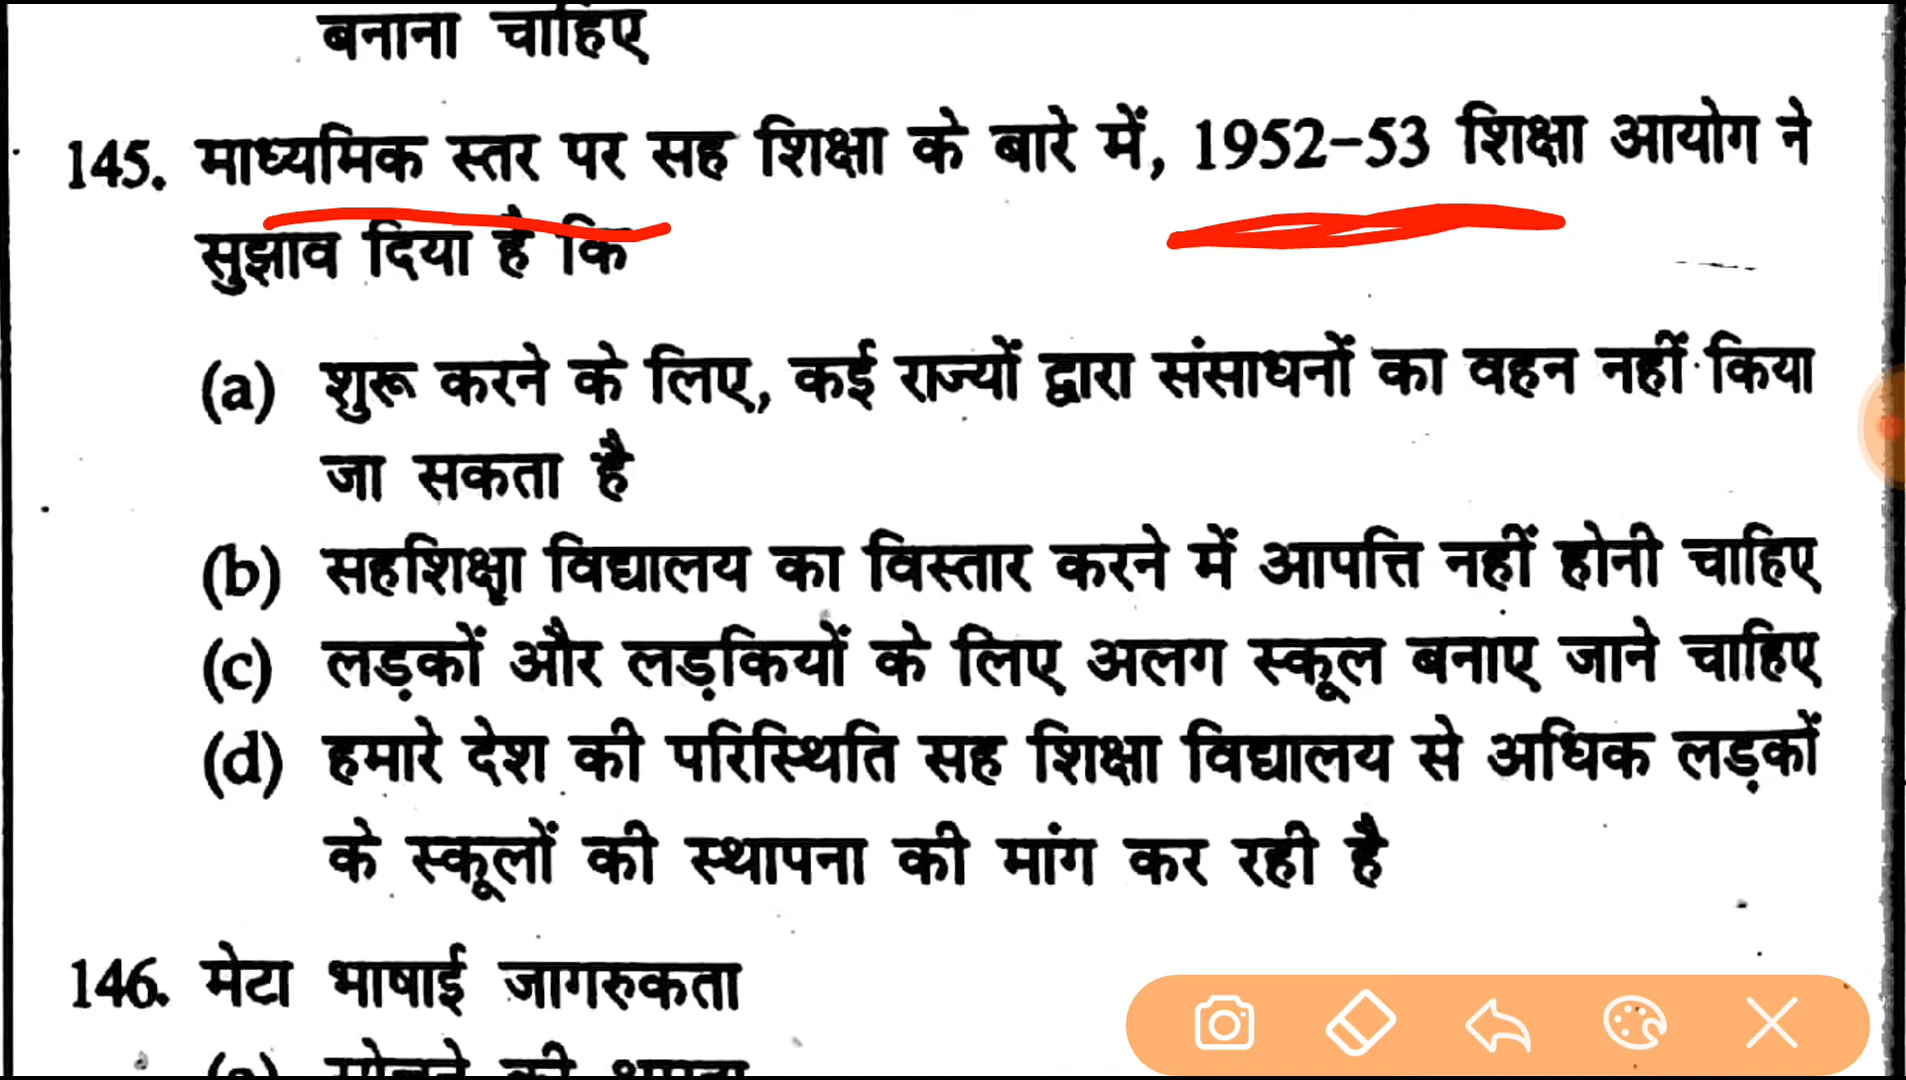 बनाना चाहिए
145. माध्यमिक स्तर पर सह शिक्षा के बारे में, 1952-53 शिक्षा आयोग ने
सुझाव दिया है कि
(a) शुरू करने के लिए, कई राज्यों द्वारा संसाधनों का वहन नहीं किया
जा सकता है
(b) सहशिक्षा विद्यालय का विस्तार करने में आपत्ति नहीं होनी चाहिए
(c) लड़कों और लड़कियों के लिए अलग स्कूल बनाए जाने चाहिए
(d) हमारे देश की परिस्थिति सह शिक्षा विद्यालय से अधिक लड़कों
के स्कूलों की स्थापना की मांग कर रही है
146. मेटा भाषाई जागरुकता